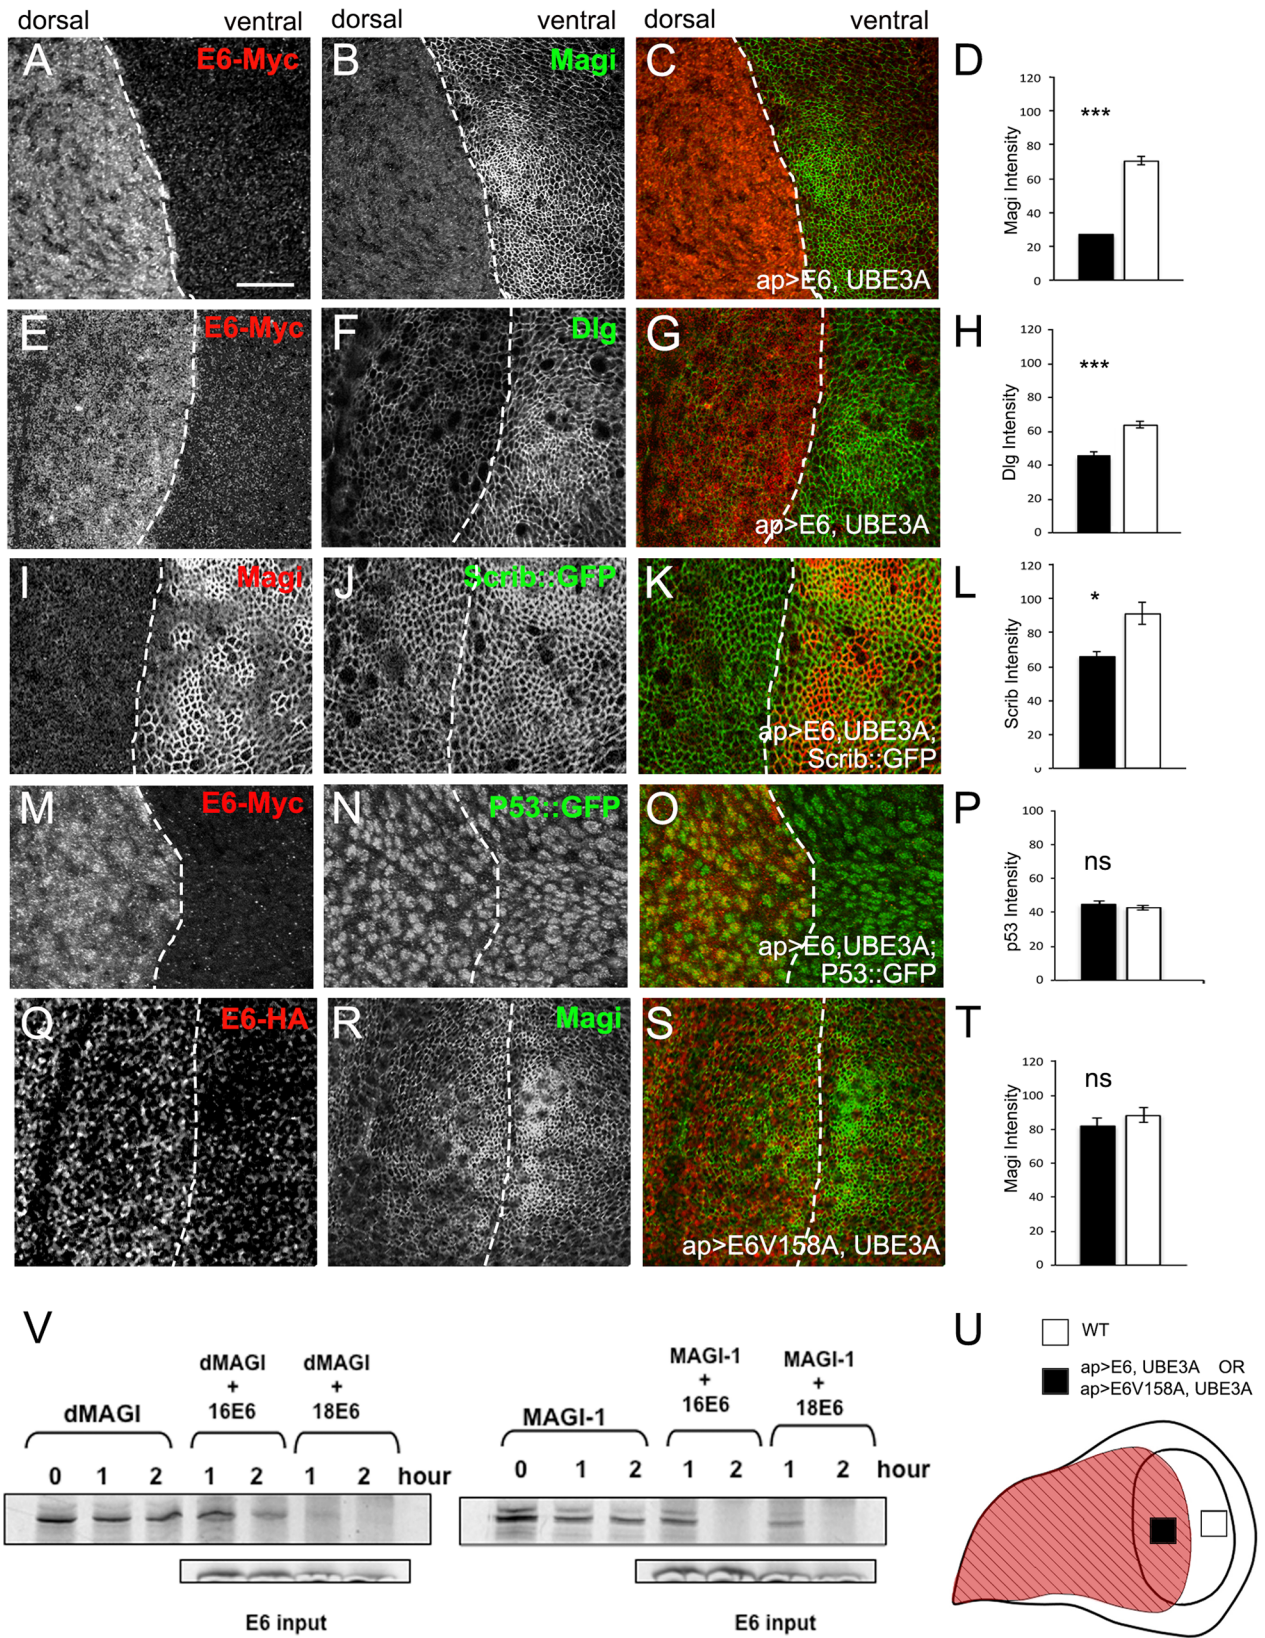 dorsal ventral dorsal ventral dorsal ventral
A E6-Myc B Magi C ap>E6, UBE3A D
120
100
80
60
40
20
0
Magi Intensity
***
E E6-Myc F Dlg G ap>E6, UBE3A H
120
100
80
60
40
20
0
Dlg Intensity
***
I Magi J Scrib::GFP K ap>E6,UBE3A;
Scrib::GFP
L
120
100
80
60
40
20
Scrib Intensity
*
M E6-Myc N P53::GFP O ap>E6,UBE3A;
P53::GFP
P
100
80
60
40
20
0
p53 Intensity
ns
Q E6-HA R Magi S ap>E6V158A, UBE3A T
120
100
80
60
40
20
0
Magi Intensity
ns
V
dMAGI
dMAGI
+
16E6
dMAGI
+
18E6
0 1 2 1 2 1 2 hour
E6 input
MAGI-1
MAGI-1
+
16E6
MAGI-1
+
18E6
0 1 2 1 2 1 2 hour
E6 input
U
WT
ap>E6, UBE3A OR
ap>E6V158A, UBE3A